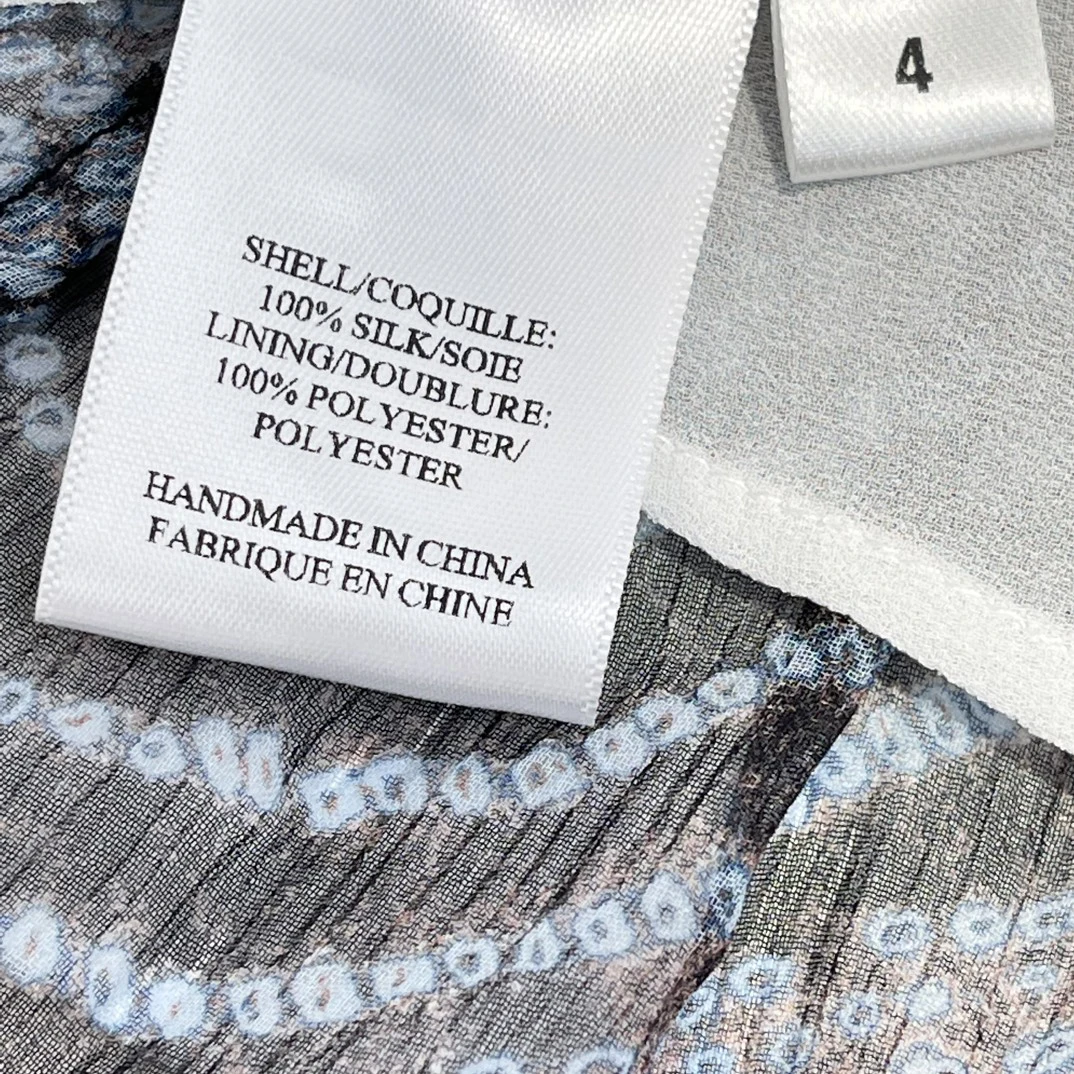 4
SHELL/COQUILLE:
100% SILK/SOIE
LINING/DOUBLURE:
100% POLYESTER/
POLYESTER
HANDMADE IN CHINA
FABRIQUE EN CHINE